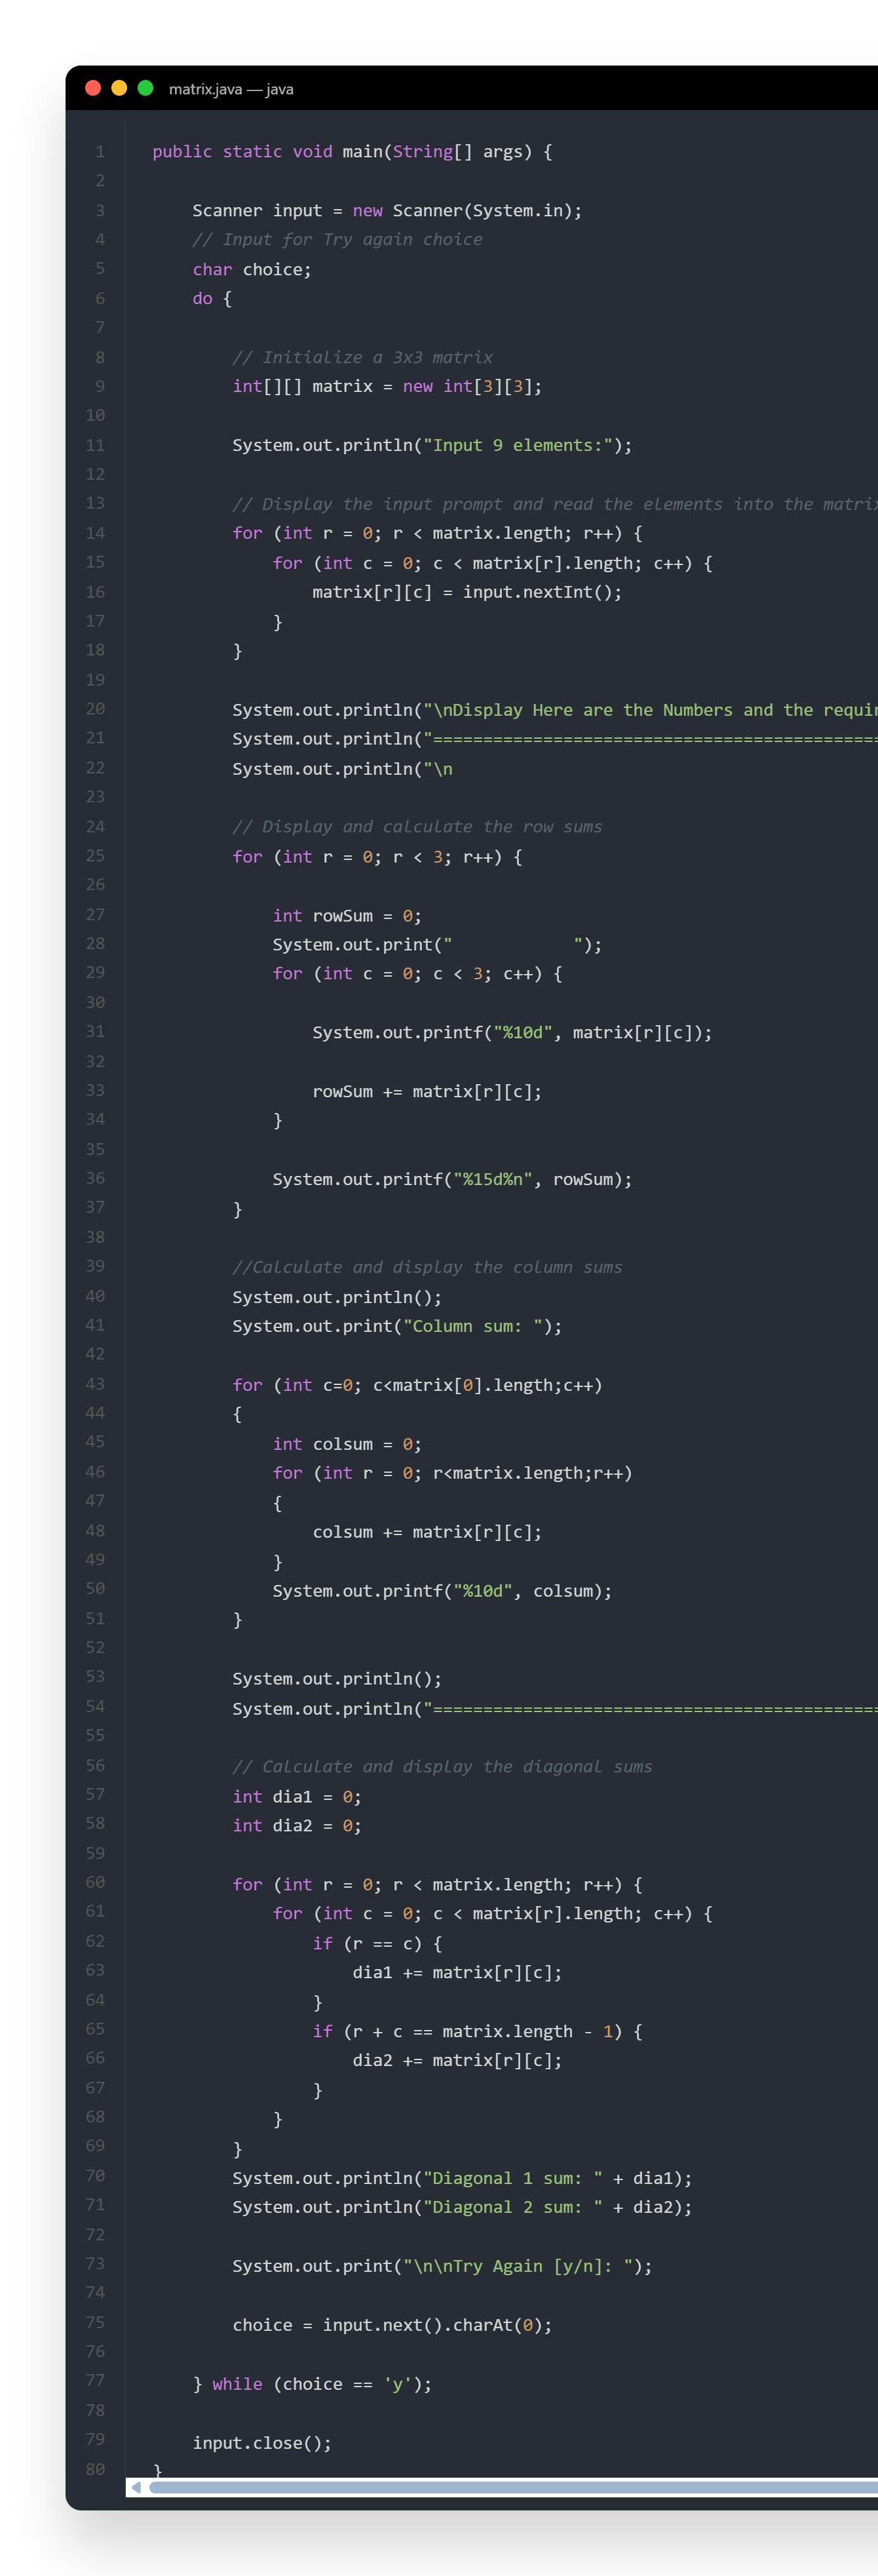 matrix.java — java
1 public static void main(String[] args) {
2
3     Scanner input = new Scanner(System.in);
4     // Input for Try again choice
5     char choice;
6     do {
7
8         // Initialize a 3x3 matrix
9         int[][] matrix = new int[3][3];
10
11         System.out.println("Input 9 elements:");
12
13         // Display the input prompt and read the elements into the matrix
14         for (int r = 0; r < matrix.length; r++) {
15             for (int c = 0; c < matrix[r].length; c++) {
16                 matrix[r][c] = input.nextInt();
17             }
18         }
19
20         System.out.println("\nDisplay Here are the Numbers and the
21         System.out.println("============================================
22         System.out.println("\n
23
24         // Display and calculate the row sums
25         for (int r = 0; r < 3; r++) {
26
27             int rowSum = 0;
28             System.out.print("            ");
29             for (int c = 0; c < 3; c++) {
30
31                 System.out.printf("%10d", matrix[r][c]);
32
33                 rowSum += matrix[r][c];
34             }
35
36             System.out.printf("%15d%n", rowSum);
37         }
38
39         //Calculate and display the column sums
40         System.out.println();
41         System.out.print("Column sum: ");
42
43         for (int c=0; c<matrix[0].length;c++)
44         {
45             int colsum = 0;
46             for (int r = 0; r<matrix.length;r++)
47             {
48                 colsum += matrix[r][c];
49             }
50             System.out.printf("%10d", colsum);
51         }
52
53         System.out.println();
54         System.out.println("============================================
55
56         // Calculate and display the diagonal sums
57         int dia1 = 0;
58         int dia2 = 0;
59
60         for (int r = 0; r < matrix.length; r++) {
61             for (int c = 0; c < matrix[r].length; c++) {
62                 if (r == c) {
63                     dia1 += matrix[r][c];
64                 }
65                 if (r + c == matrix.length - 1) {
66                     dia2 += matrix[r][c];
67                 }
68             }
69         }
70         System.out.println("Diagonal 1 sum: " + dia1);
71         System.out.println("Diagonal 2 sum: " + dia2);
72
73         System.out.print("\n\nTry Again [y/n]: ");
74
75         choice = input.next().charAt(0);
76
77     } while (choice == 'y');
78
79     input.close();
80 }